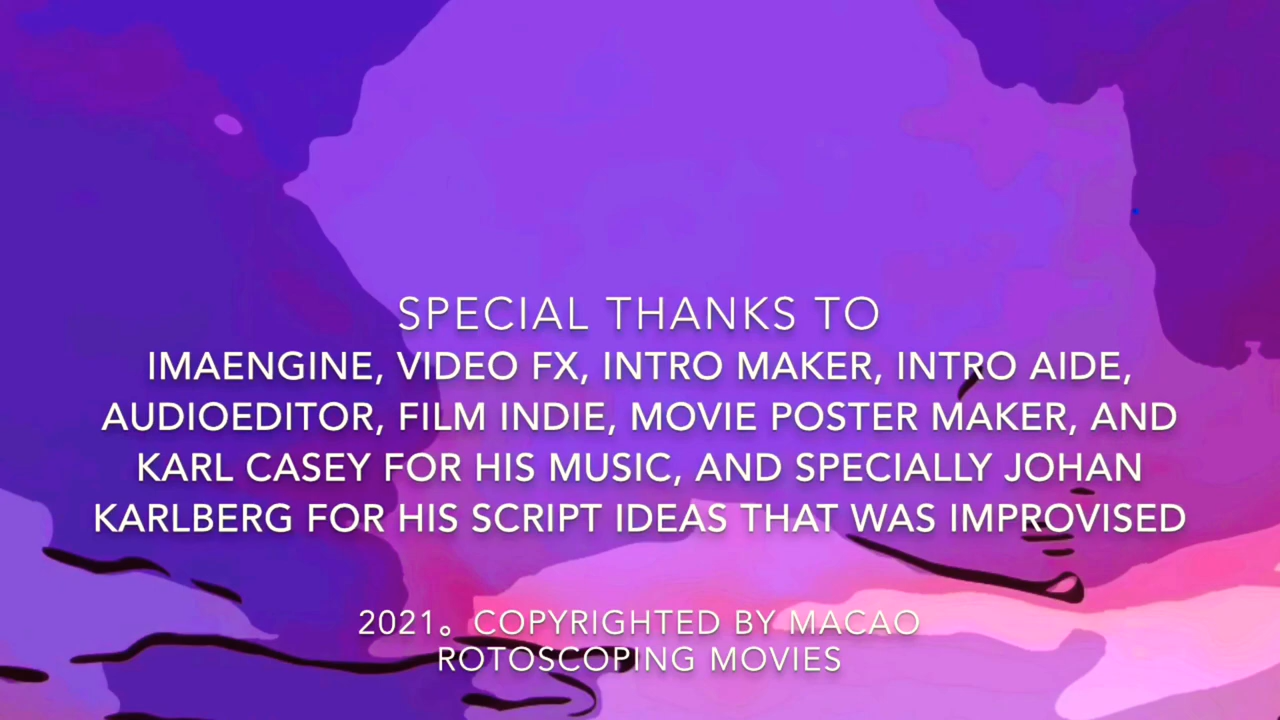 SPECIAL THANKS TO
IMAENGINE, VIDEO FX, INTRO MAKER, INTRO AIDE,
AUDIOEDITOR, FILM INDIE, MOVIE POSTER MAKER, AND
KARL CASEY FOR HIS MUSIC, AND SPECIALLY JOHAN
KARLBERG FOR HIS SCRIPT IDEAS THAT WAS IMPROVISED
2021。COPYRIGHTED BY MACAO
ROTOSCOPING MOVIES